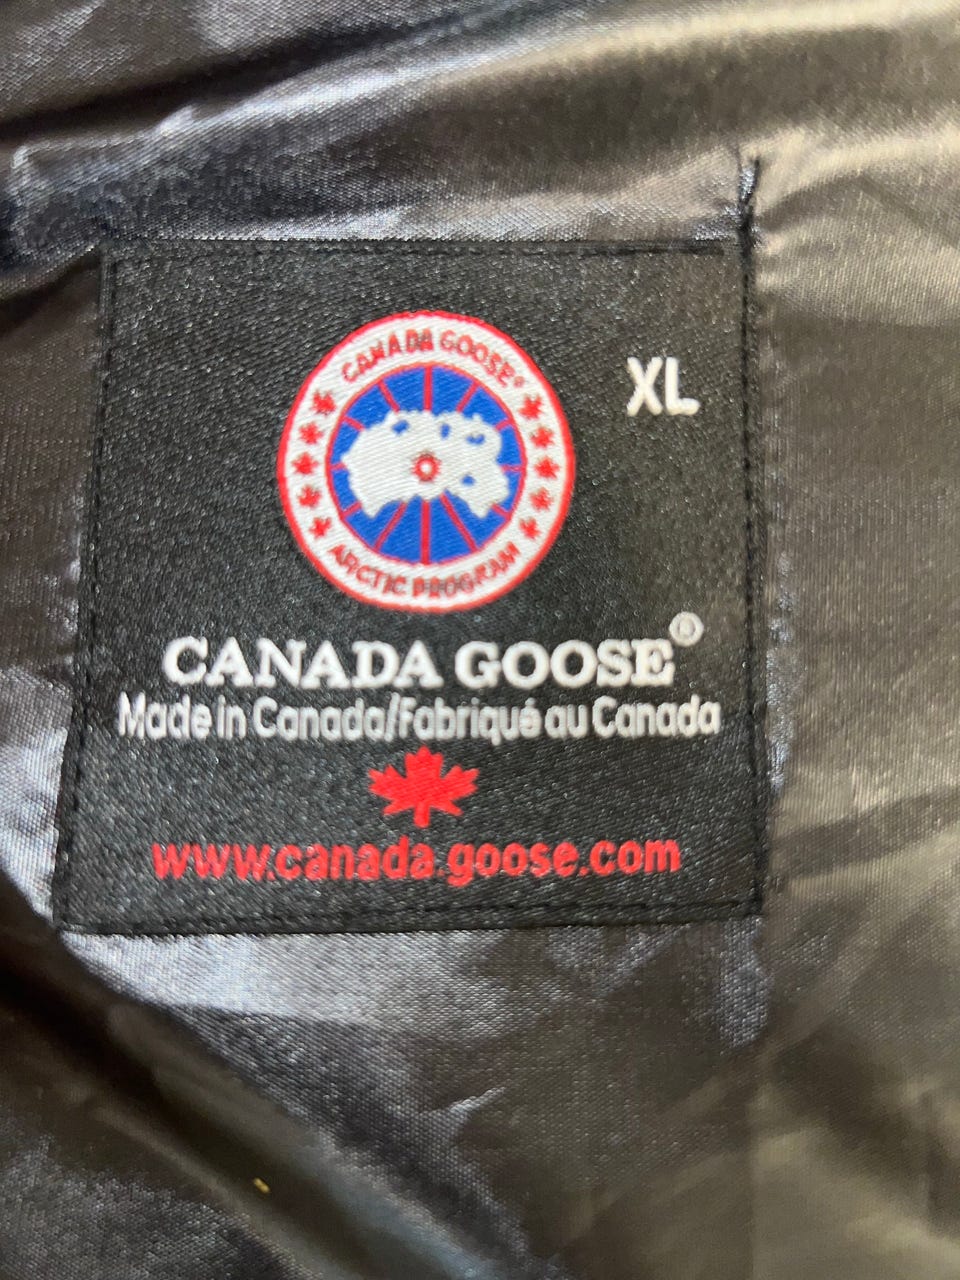 CANADA GOOSE®
ARCTIC PROGRAM
XL
CANADA GOOSE®
Made in Canada/Fabriqué au Canada
www.canada.goose.com